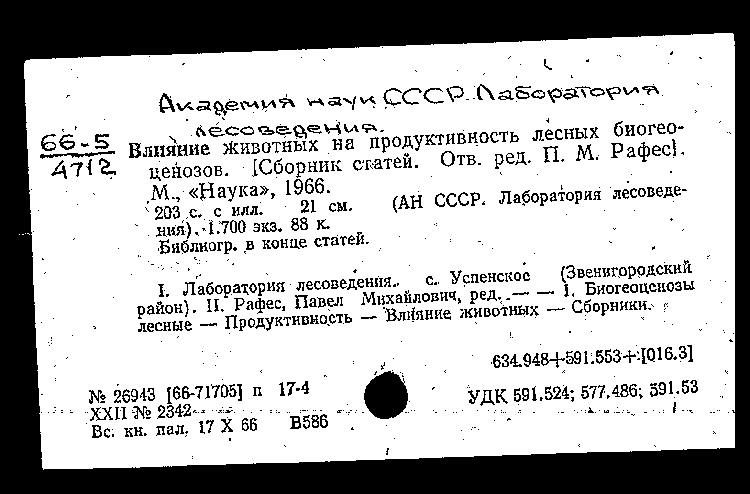 Академия наук СССР. Лаборатория
лесоведения.
66-5
4712
Влияние животных на продуктивность лесных биогео-
ценозов. [Сборник статей. Отв. ред. П. М. Рафес].
М., «Наука», 1966.
203 с. с илл. 21 см. (АН СССР. Лаборатория лесоведе-
ния). 1.700 экз. 88 к.
Библиогр. в конце статей.
I. Лаборатория лесоведения. с. Успенское (Звенигородский
район). II. Рафес, Павел Михайлович, ред. — — 1. Биогеоценозы
лесные — Продуктивность — Влияние животных — Сборники.
634.948+591.553+[016.3]
№ 26943 [66-71705] п 17-4
УДК 591.524; 577.486; 591.53
XXII № 2342
Вс. кн. пал. 17 X 66 В586